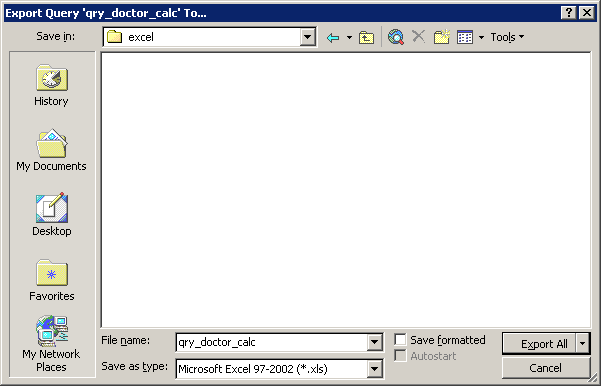 Export Query 'qry_doctor_calc' To...
Save in: excel Tools
History
My Documents
Desktop
Favorites
My Network
Places
File name: qry_doctor_calc Save formatted Export All
Autostart
Save as type: Microsoft Excel 97-2002 (*.xls) Cancel